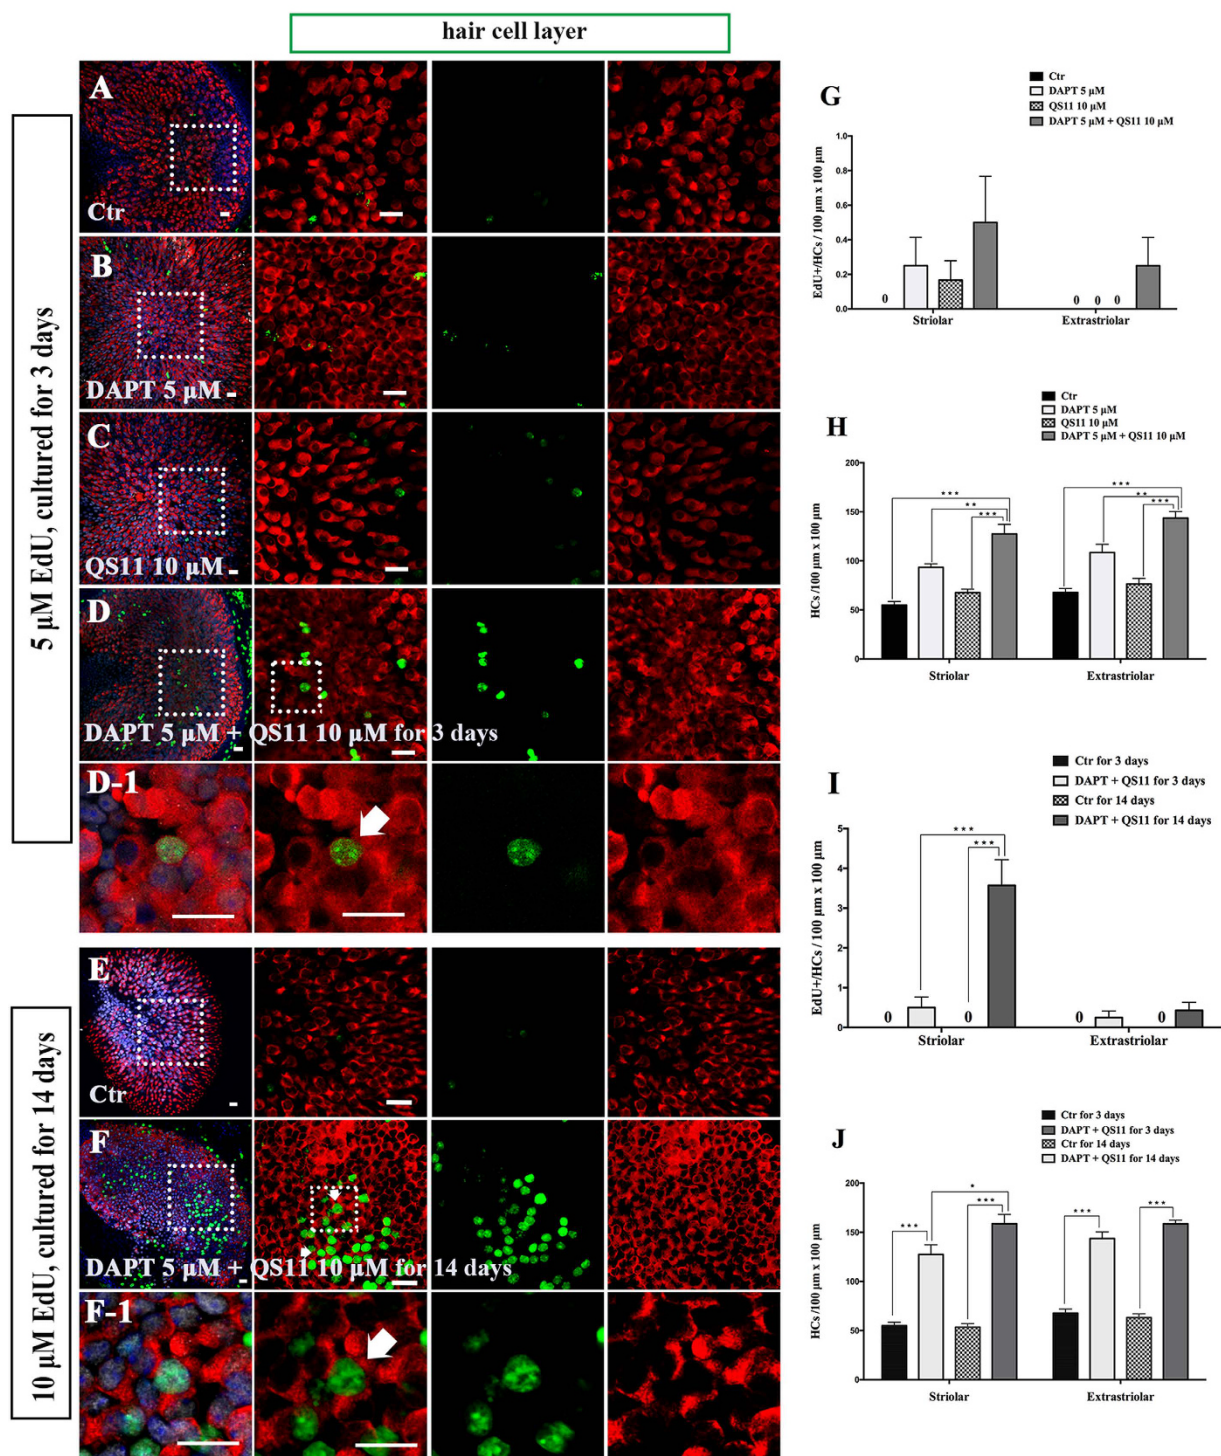 hair cell layer
5 µM EdU, cultured for 3 days
A
Ctr
B
DAPT 5 µM
C
QS11 10 µM
D
DAPT 5 µM + QS11 10 µM for 3 days
D-1
10 µM EdU, cultured for 14 days
E
Ctr
F
DAPT 5 µM + QS11 10 µM for 14 days
F-1
G
Ctr
DAPT 5 µM
QS11 10 µM
DAPT 5 µM + QS11 10 µM
EdU+/HCs / 100 µm x 100 µm
1.0
0.8
0.6
0.4
0.2
0.0
0
0 0 0
Striolar
Extrastriolar
H
Ctr
DAPT 5 µM
QS11 10 µM
DAPT 5 µM + QS11 10 µM
HCs /100 µm x 100 µm
200
150
100
50
0
***
**
***
***
**
***
Striolar
Extrastriolar
I
Ctr for 3 days
DAPT + QS11 for 3 days
Ctr for 14 days
DAPT + QS11 for 14 days
EdU+/HCs / 100 µm x 100 µm
5
4
3
2
1
0
***
***
0 0 0 0
Striolar
Extrastriolar
J
Ctr for 3 days
DAPT + QS11 for 3 days
Ctr for 14 days
DAPT + QS11 for 14 days
HCs /100 µm x 100 µm
200
150
100
50
0
*
***
***
***
***
Striolar
Extrastriolar